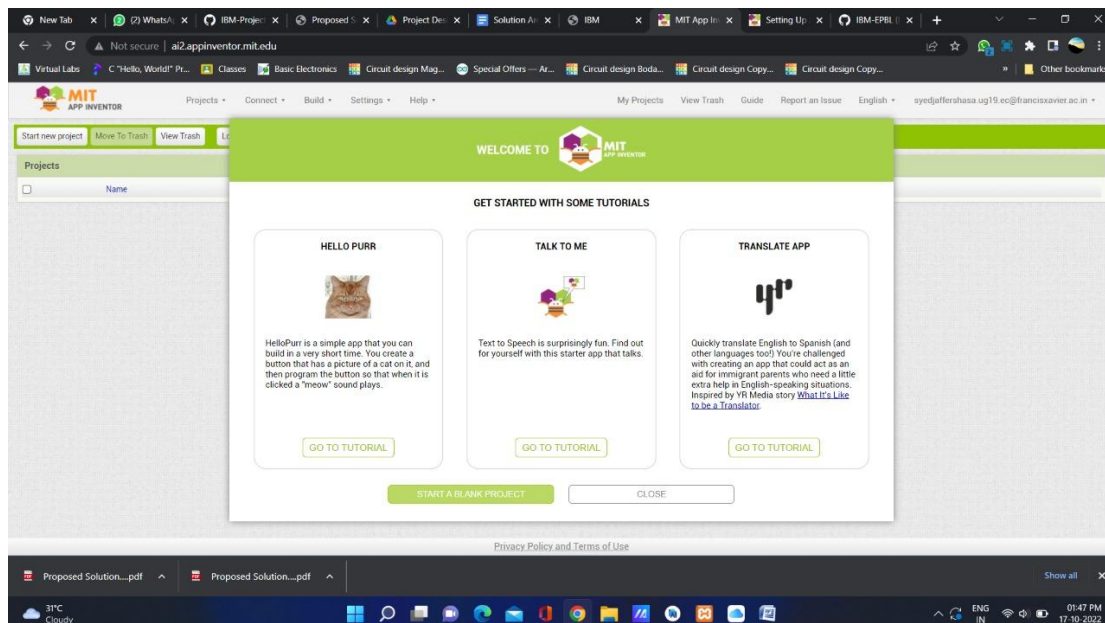 New Tab
(2) WhatsA
IBM-Projec
Proposed S
Project Des
Solution Ar
IBM
MIT App In
Setting Up
IBM-EPBL (
Not secure | ai2.appinventor.mit.edu
Virtual Labs
C "Hello, World!" Pr...
Classes
Basic Electronics
Circuit design Mag...
Special Offers — Ar...
Circuit design Boda...
Circuit design Copy...
Circuit design Copy...
»
Other bookmark
MIT
APP INVENTOR
Projects
Connect
Build
Settings
Help
My Projects
View Trash
Guide
Report an Issue
English
syedjaffershasa.ug19.ec@francisxavier.ac.in
Start new project
Move To Trash
View Trash
Projects
Name
WELCOME TO
MIT
APP INVENTOR
GET STARTED WITH SOME TUTORIALS
HELLO PURR
HelloPurr is a simple app that you can
build in a very short time. You create a
button that has a picture of a cat on it, and
then program the button so that when it is
clicked a "meow" sound plays.
GO TO TUTORIAL
TALK TO ME
Text to Speech is surprisingly fun. Find out
for yourself with this starter app that talks.
GO TO TUTORIAL
TRANSLATE APP
yr
Quickly translate English to Spanish (and
other languages too!) You're challenged
with creating an app that could act as an
aid for immigrant parents who need a little
extra help in English-speaking situations.
Inspired by YR Media story What It's Like
to be a Translator.
GO TO TUTORIAL
START A BLANK PROJECT
CLOSE
Privacy Policy and Terms of Use
Proposed Solution....pdf
Proposed Solution....pdf
Show all
31°C
Cloudy
ENG
IN
01:47 PM
17-10-2022